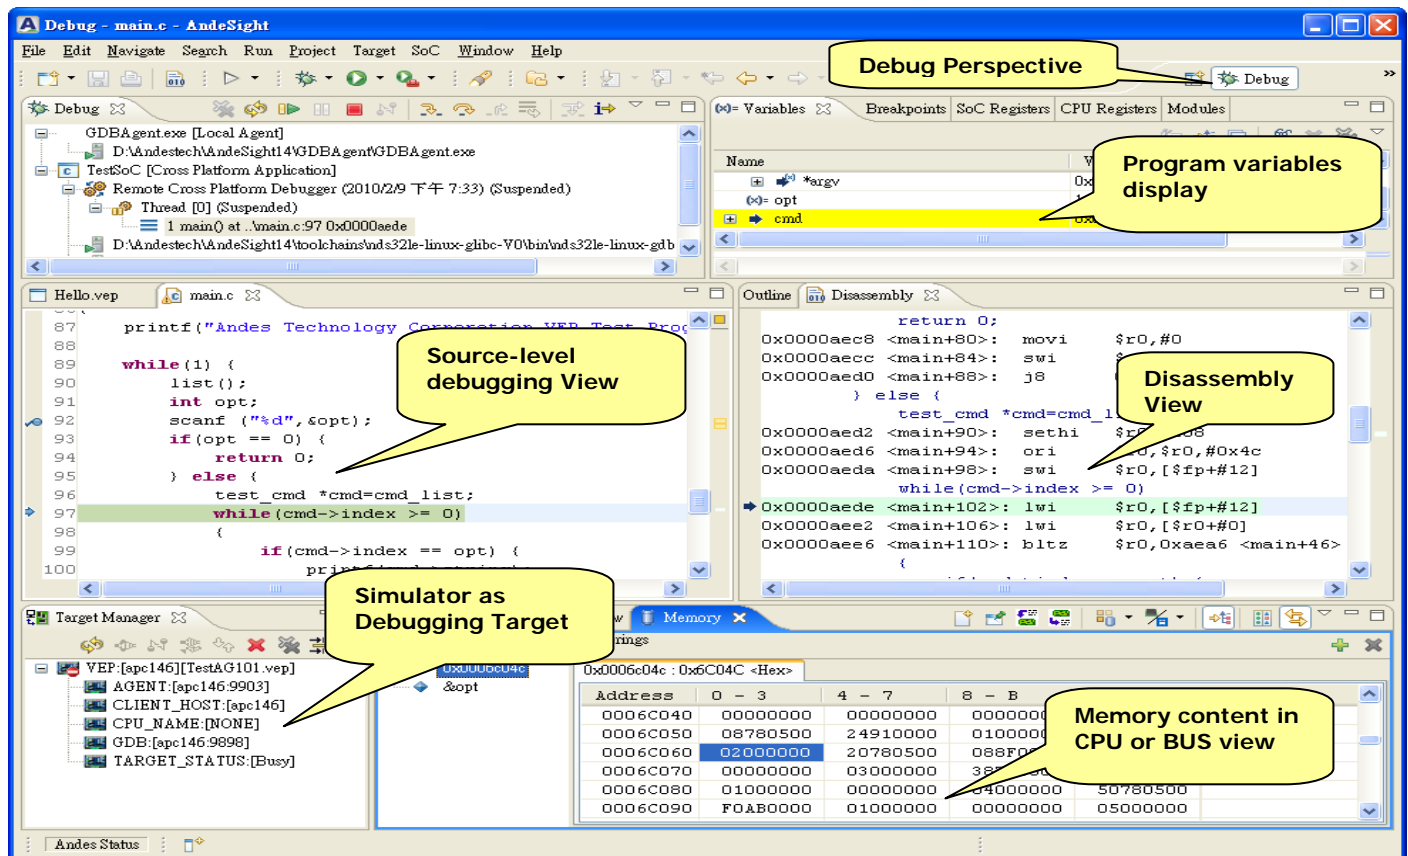 Debug - main.c - AndeSight
File Edit Navigate Search Run Project Target SoC Window Help
Debug Perspective
Debug
Debug
GDBAgent.exe [Local Agent]
D:\Andestech\AndeSight14\GDBAgent\GDBAgent.exe
TestSoC [Cross Platform Application]
Remote Cross Platform Debugger (2010/2/9 下午 7:33) (Suspended)
Thread [0] (Suspended)
1 main() at ..\main.c:97 0x0000aede
D:\Andestech\AndeSight14\toolchains\nds32le-linux-glibc-V0\bin\nds32le-linux-gdb
(x)= Variables Breakpoints SoC Registers CPU Registers Modules
Name
*argv
(x)= opt
cmd
Program variables
display
Hello.vep main.c
87 printf("Andes Technology Corporation VEP Test Prog
88
89 while(1) {
90 list();
91 int opt;
92 scanf ("%d",&opt);
93 if(opt == 0) {
94 return 0;
95 } else {
96 test_cmd *cmd=cmd_list;
97 while(cmd->index >= 0)
98 {
99 if(cmd->index == opt) {
100
Source-level
debugging View
Outline Disassembly
return 0;
0x0000aec8 <main+80>: movi $r0,#0
0x0000aecc <main+84>: swi
0x0000aed0 <main+88>: j8
} else {
test_cmd *cmd=cmd_l
0x0000aed2 <main+90>: sethi
0x0000aed6 <main+94>: ori $r0,$r0,#0x4c
0x0000aeda <main+98>: swi $r0,[$fp+#12]
while(cmd->index >= 0)
0x0000aede <main+102>: lwi $r0,[$fp+#12]
0x0000aee2 <main+106>: lwi $r0,[$r0+#0]
0x0000aee6 <main+110>: bltz $r0,0xaea6 <main+46>
{
Disassembly
View
Target Manager
VEP:[apc146][TestAG101.vep]
AGENT:[apc146:9903]
CLIENT_HOST:[apc146]
CPU_NAME:[NONE]
GDB:[apc146:9898]
TARGET_STATUS:[Busy]
Simulator as
Debugging Target
Memory
0x0006c04c
&opt
0x0006c04c : 0x6C04C <Hex>
Address 0 - 3 4 - 7 8 - B
0006C040 00000000 00000000
0006C050 08780500 24910000
0006C060 02000000 20780500
0006C070 00000000 03000000
0006C080 01000000 00000000 04000000 50780500
0006C090 F0AB0000 01000000 00000000 05000000
Memory content in
CPU or BUS view
Andes Status